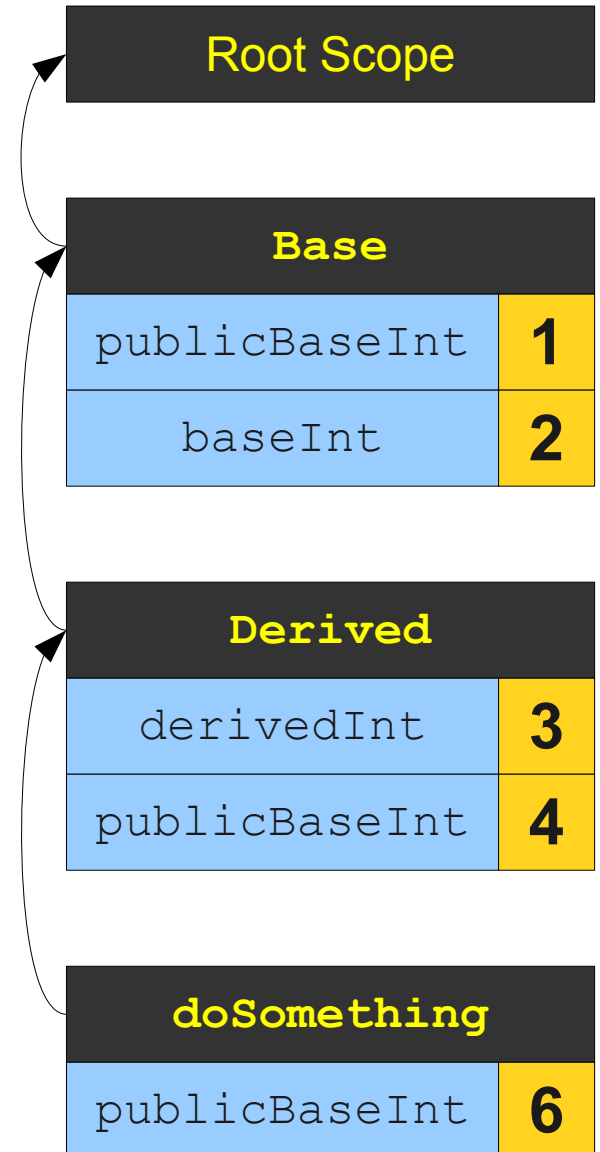 Root Scope
Base
publicBaseInt 1
baseInt 2
Derived
derivedInt 3
publicBaseInt 4
doSomething
publicBaseInt 6